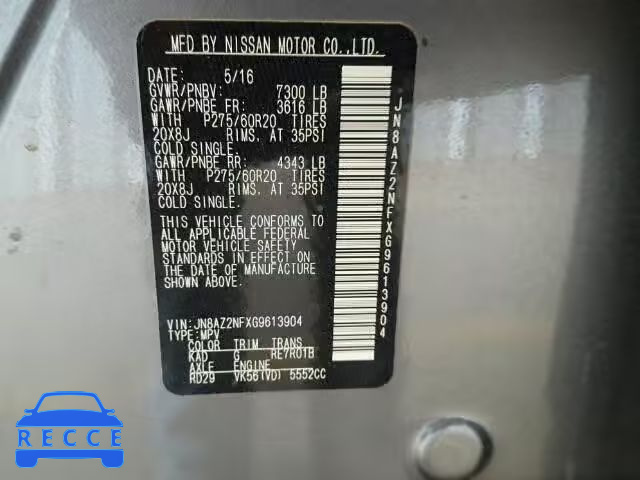 MFD BY NISSAN MOTOR CO.,LTD.
DATE: 5/16
GVWR/PNBV: 7300 LB
GAWR/PNBE FR: 3616 LB
WITH P275/60R20 TIRES
20X8J RIMS. AT 35PSI
COLD SINGLE.
GAWR/PNBE RR: 4343 LB
WITH P275/60R20 TIRES
20X8J RIMS. AT 35PSI
COLD SINGLE.
THIS VEHICLE CONFORMS TO
ALL APPLICABLE FEDERAL
MOTOR VEHICLE SAFETY
STANDARDS IN EFFECT ON
THE DATE OF MANUFACTURE
SHOWN ABOVE.
VIN:JN8AZ2NFXG9613904
TYPE:MPV
COLOR TRIM TRANS
KAD G RE7R01B
AXLE ENGINE
RD29 VK56(VD) 5552CC
JN8AZ2NFXG9613904
RECCE